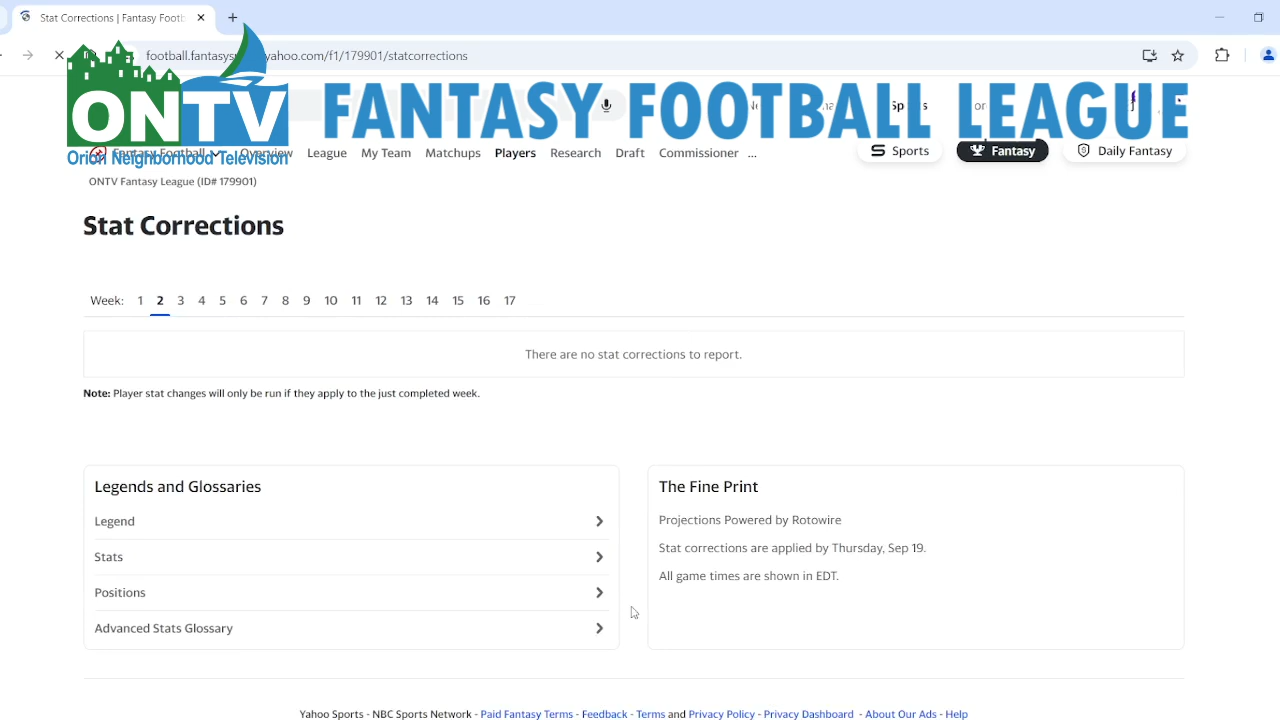 Stat Corrections | Fantasy Footb
football.fantasysp yahoo.com/f1/179901/statcorrections
ONTV
Orion Neighborhood Television
FANTASY FOOTBALL LEAGUE
Fantasy Football Overview League My Team Matchups Players Research Draft Commissioner ...
Sports Fantasy Daily Fantasy
ONTV Fantasy League (ID# 179901)
Stat Corrections
Week: 1 2 3 4 5 6 7 8 9 10 11 12 13 14 15 16 17
There are no stat corrections to report.
Note: Player stat changes will only be run if they apply to the just completed week.
Legends and Glossaries
Legend
Stats
Positions
Advanced Stats Glossary
The Fine Print
Projections Powered by Rotowire
Stat corrections are applied by Thursday, Sep 19.
All game times are shown in EDT.
Yahoo Sports - NBC Sports Network - Paid Fantasy Terms - Feedback - Terms and Privacy Policy - Privacy Dashboard - About Our Ads - Help